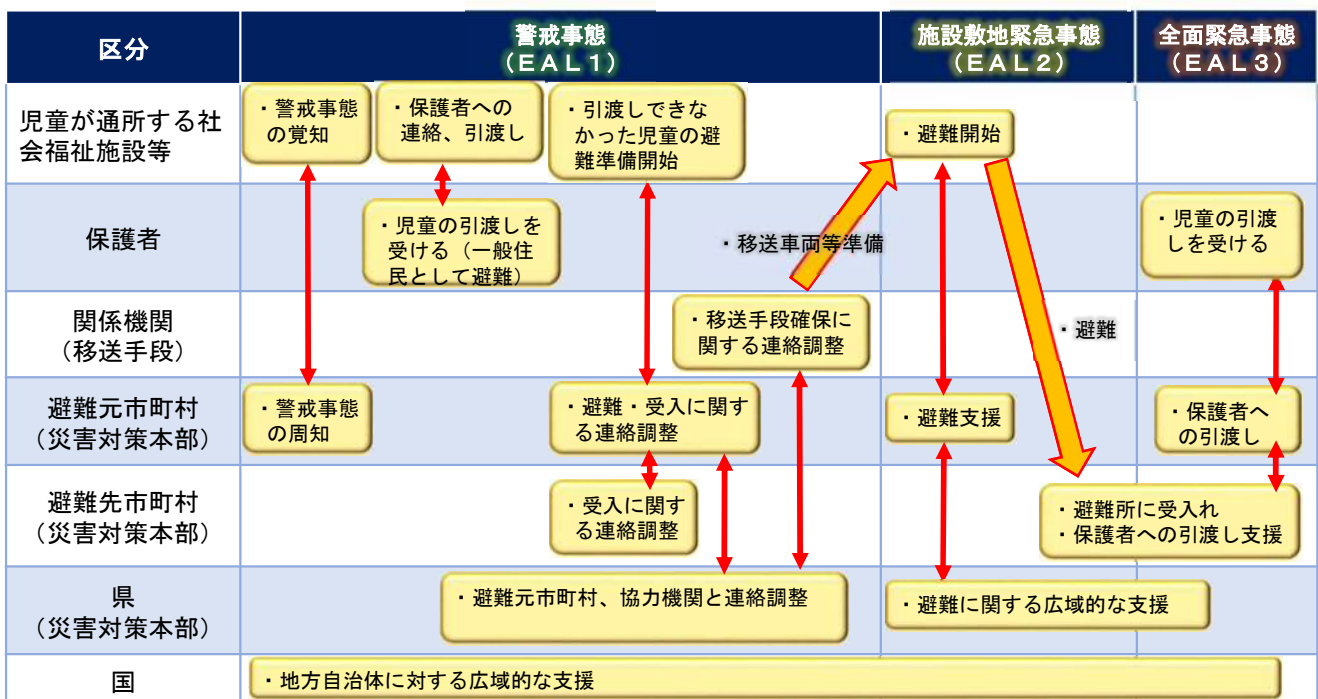 区分
警戒事態
(EAL1)
施設敷地緊急事態
(EAL2)
全面緊急事態
(EAL3)
児童が通所する社
会福祉施設等
・警戒事態
の覚知
・保護者への
連絡、引渡し
・引渡しできな
かった児童の避
難準備開始
・避難開始
保護者
・児童の引渡しを
受ける（一般住
民として避難）
・移送車両等準備
・児童の引渡
しを受ける
関係機関
（移送手段）
・移送手段確保に
関する連絡調整
・避難
避難元市町村
（災害対策本部）
・警戒事態
の周知
・避難・受入に関す
る連絡調整
・避難支援
・保護者へ
の引渡し
避難先市町村
（災害対策本部）
・受入に関す
る連絡調整
・避難所に受入れ
・保護者への引渡し支援
県
（災害対策本部）
・避難元市町村、協力機関と連絡調整
・避難に関する広域的な支援
国
・地方自治体に対する広域的な支援